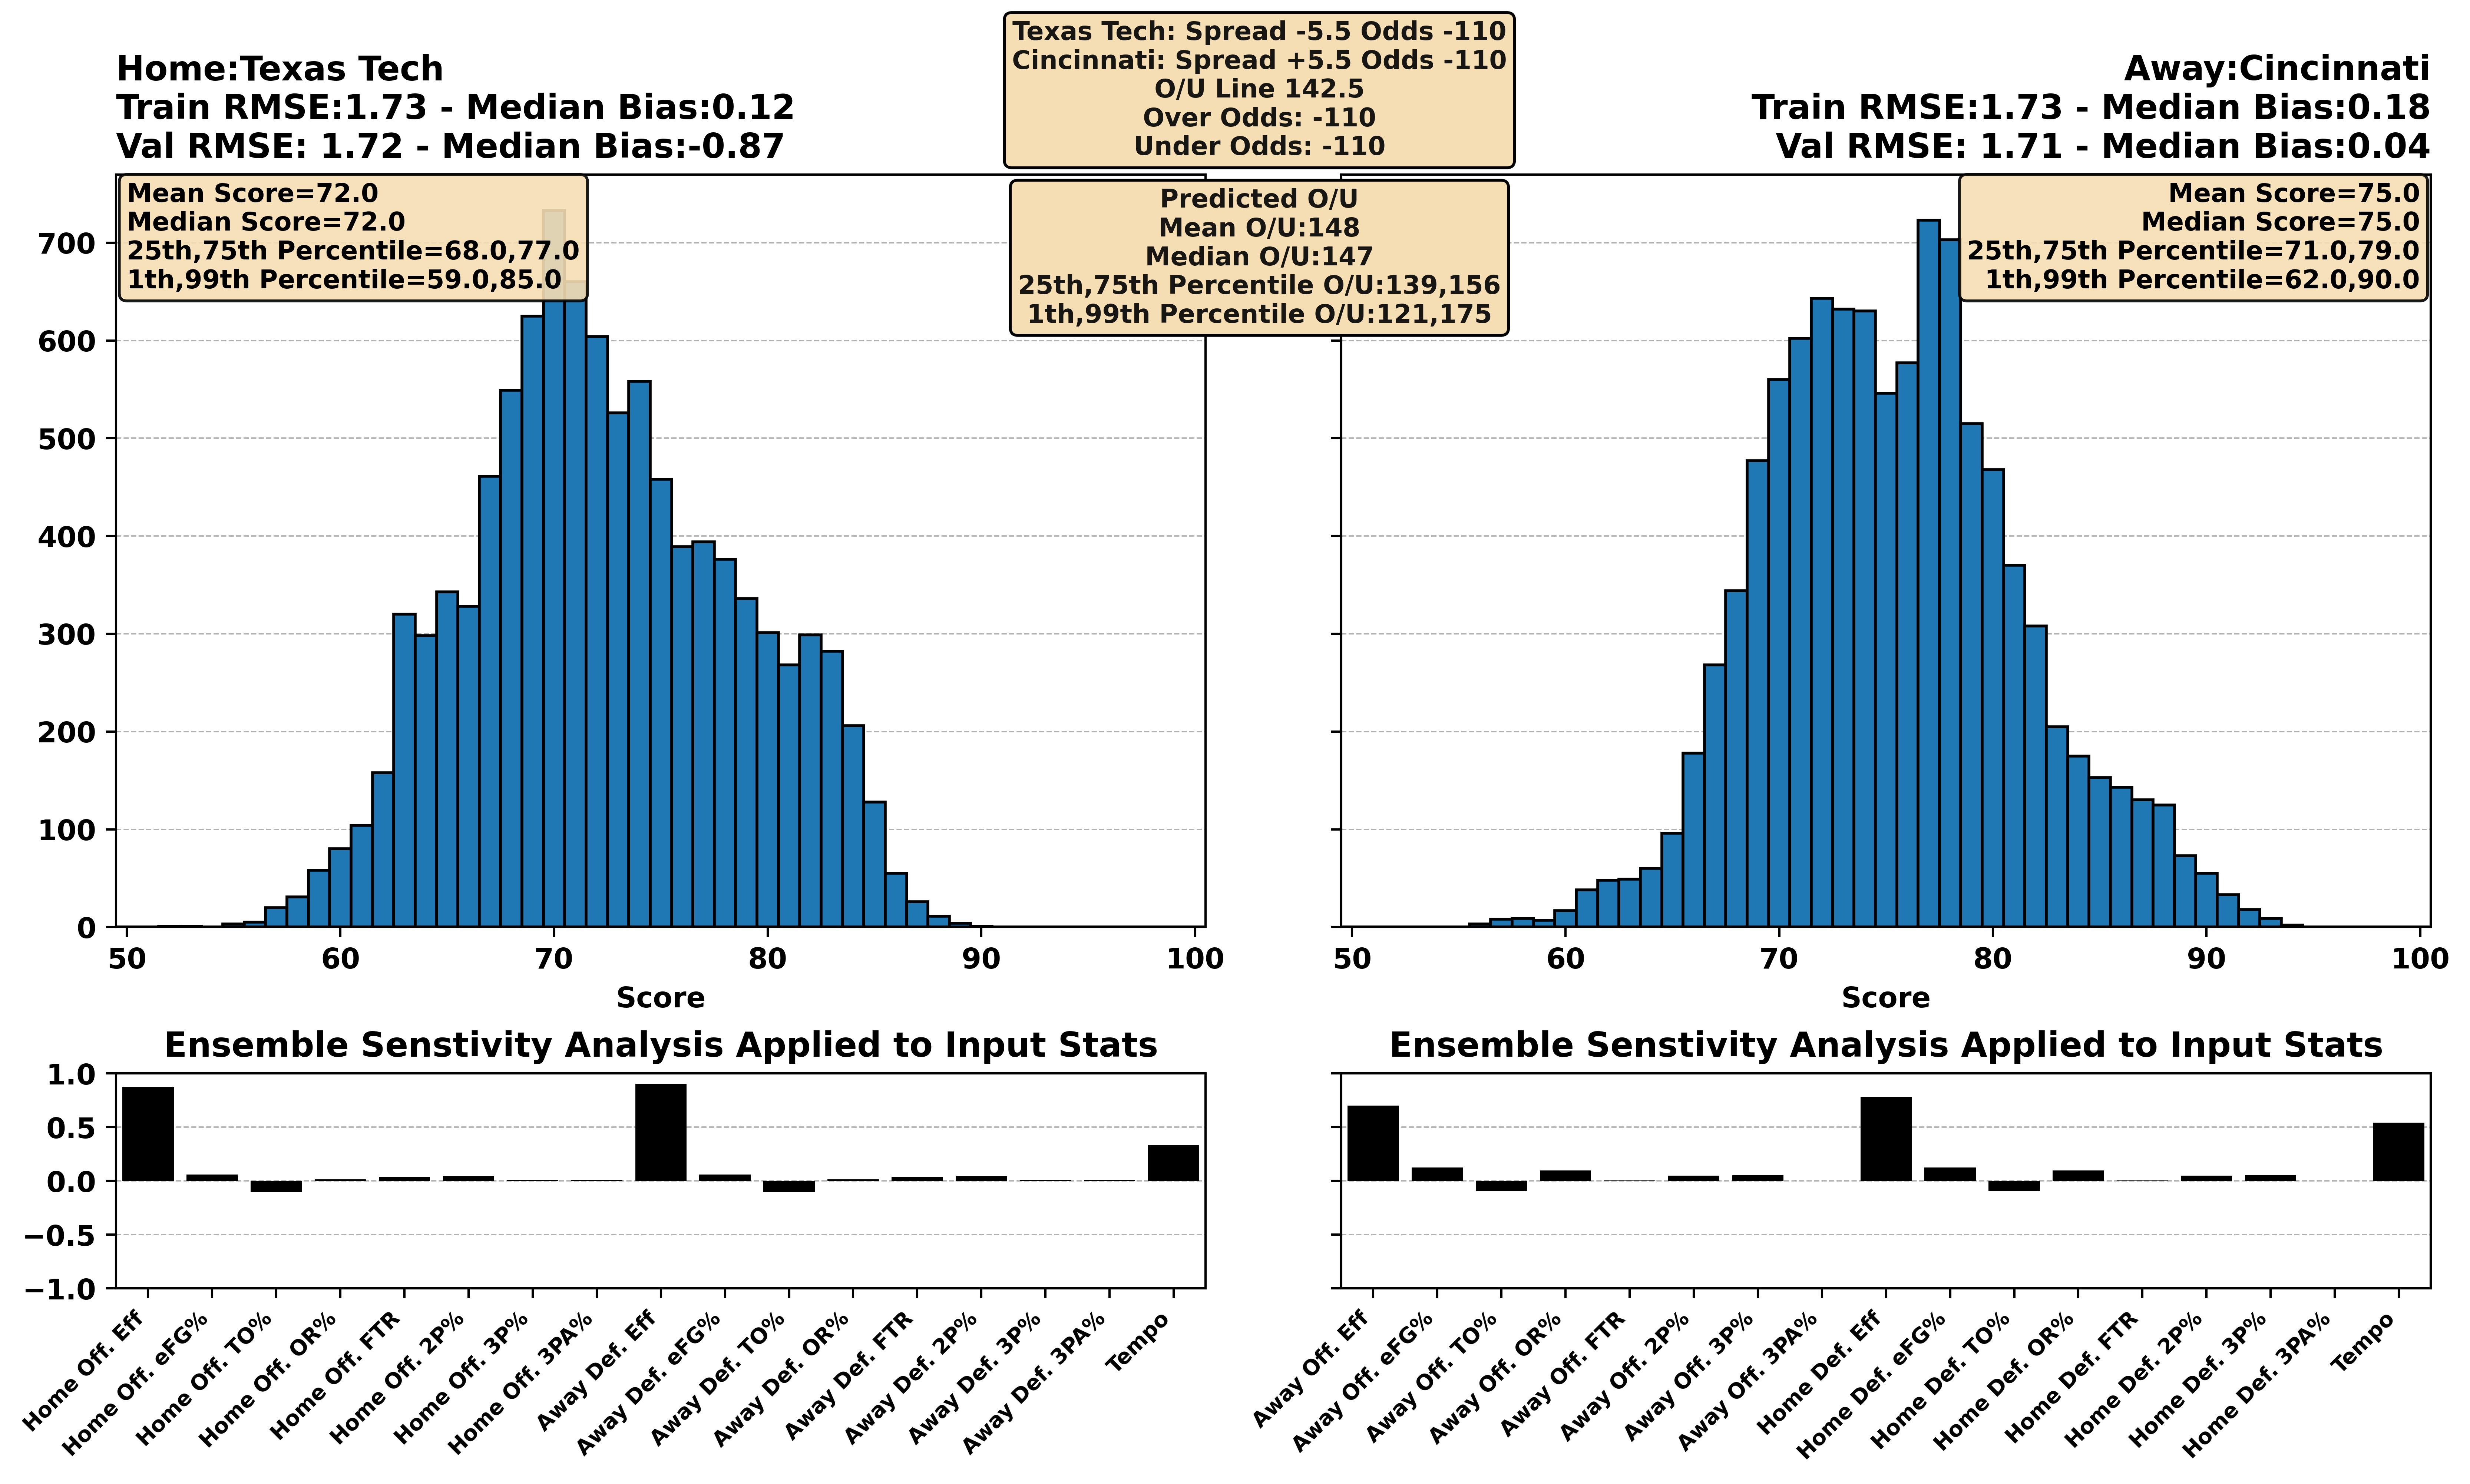 Texas Tech: Spread -5.5 Odds -110
Cincinnati: Spread +5.5 Odds -110
O/U Line 142.5
Over Odds: -110
Under Odds: -110
Home:Texas Tech
Train RMSE:1.73 - Median Bias:0.12
Val RMSE: 1.72 - Median Bias:-0.87
Away:Cincinnati
Train RMSE:1.73 - Median Bias:0.18
Val RMSE: 1.71 - Median Bias:0.04
Mean Score=72.0
Median Score=72.0
25th,75th Percentile=68.0,77.0
1th,99th Percentile=59.0,85.0
Predicted O/U
Mean O/U:148
Median O/U:147
25th,75th Percentile O/U:139,156
1th,99th Percentile O/U:121,175
Mean Score=75.0
Median Score=75.0
25th,75th Percentile=71.0,79.0
1th,99th Percentile=62.0,90.0
700
600
500
400
300
200
100
0
50 60 70 80 90 100
Score
50 60 70 80 90 100
Score
Ensemble Senstivity Analysis Applied to Input Stats
Ensemble Senstivity Analysis Applied to Input Stats
1.0
0.5
0.0
−0.5
−1.0
Home Off. Eff
Home Off. eFG%
Home Off. TO%
Home Off. OR%
Home Off. FTR
Home Off. 2P%
Home Off. 3P%
Home Off. 3PA%
Away Def. Eff
Away Def. eFG%
Away Def. TO%
Away Def. OR%
Away Def. FTR
Away Def. 2P%
Away Def. 3P%
Away Def. 3PA%
Tempo
Away Off. Eff
Away Off. eFG%
Away Off. TO%
Away Off. OR%
Away Off. FTR
Away Off. 2P%
Away Off. 3P%
Away Off. 3PA%
Home Def. Eff
Home Def. eFG%
Home Def. TO%
Home Def. OR%
Home Def. FTR
Home Def. 2P%
Home Def. 3P%
Home Def. 3PA%
Tempo